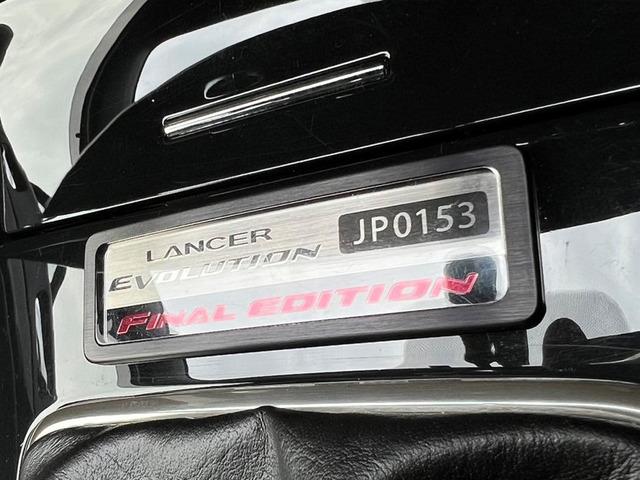 LANCER
EVOLUTION
JP0153
FINAL EDITION